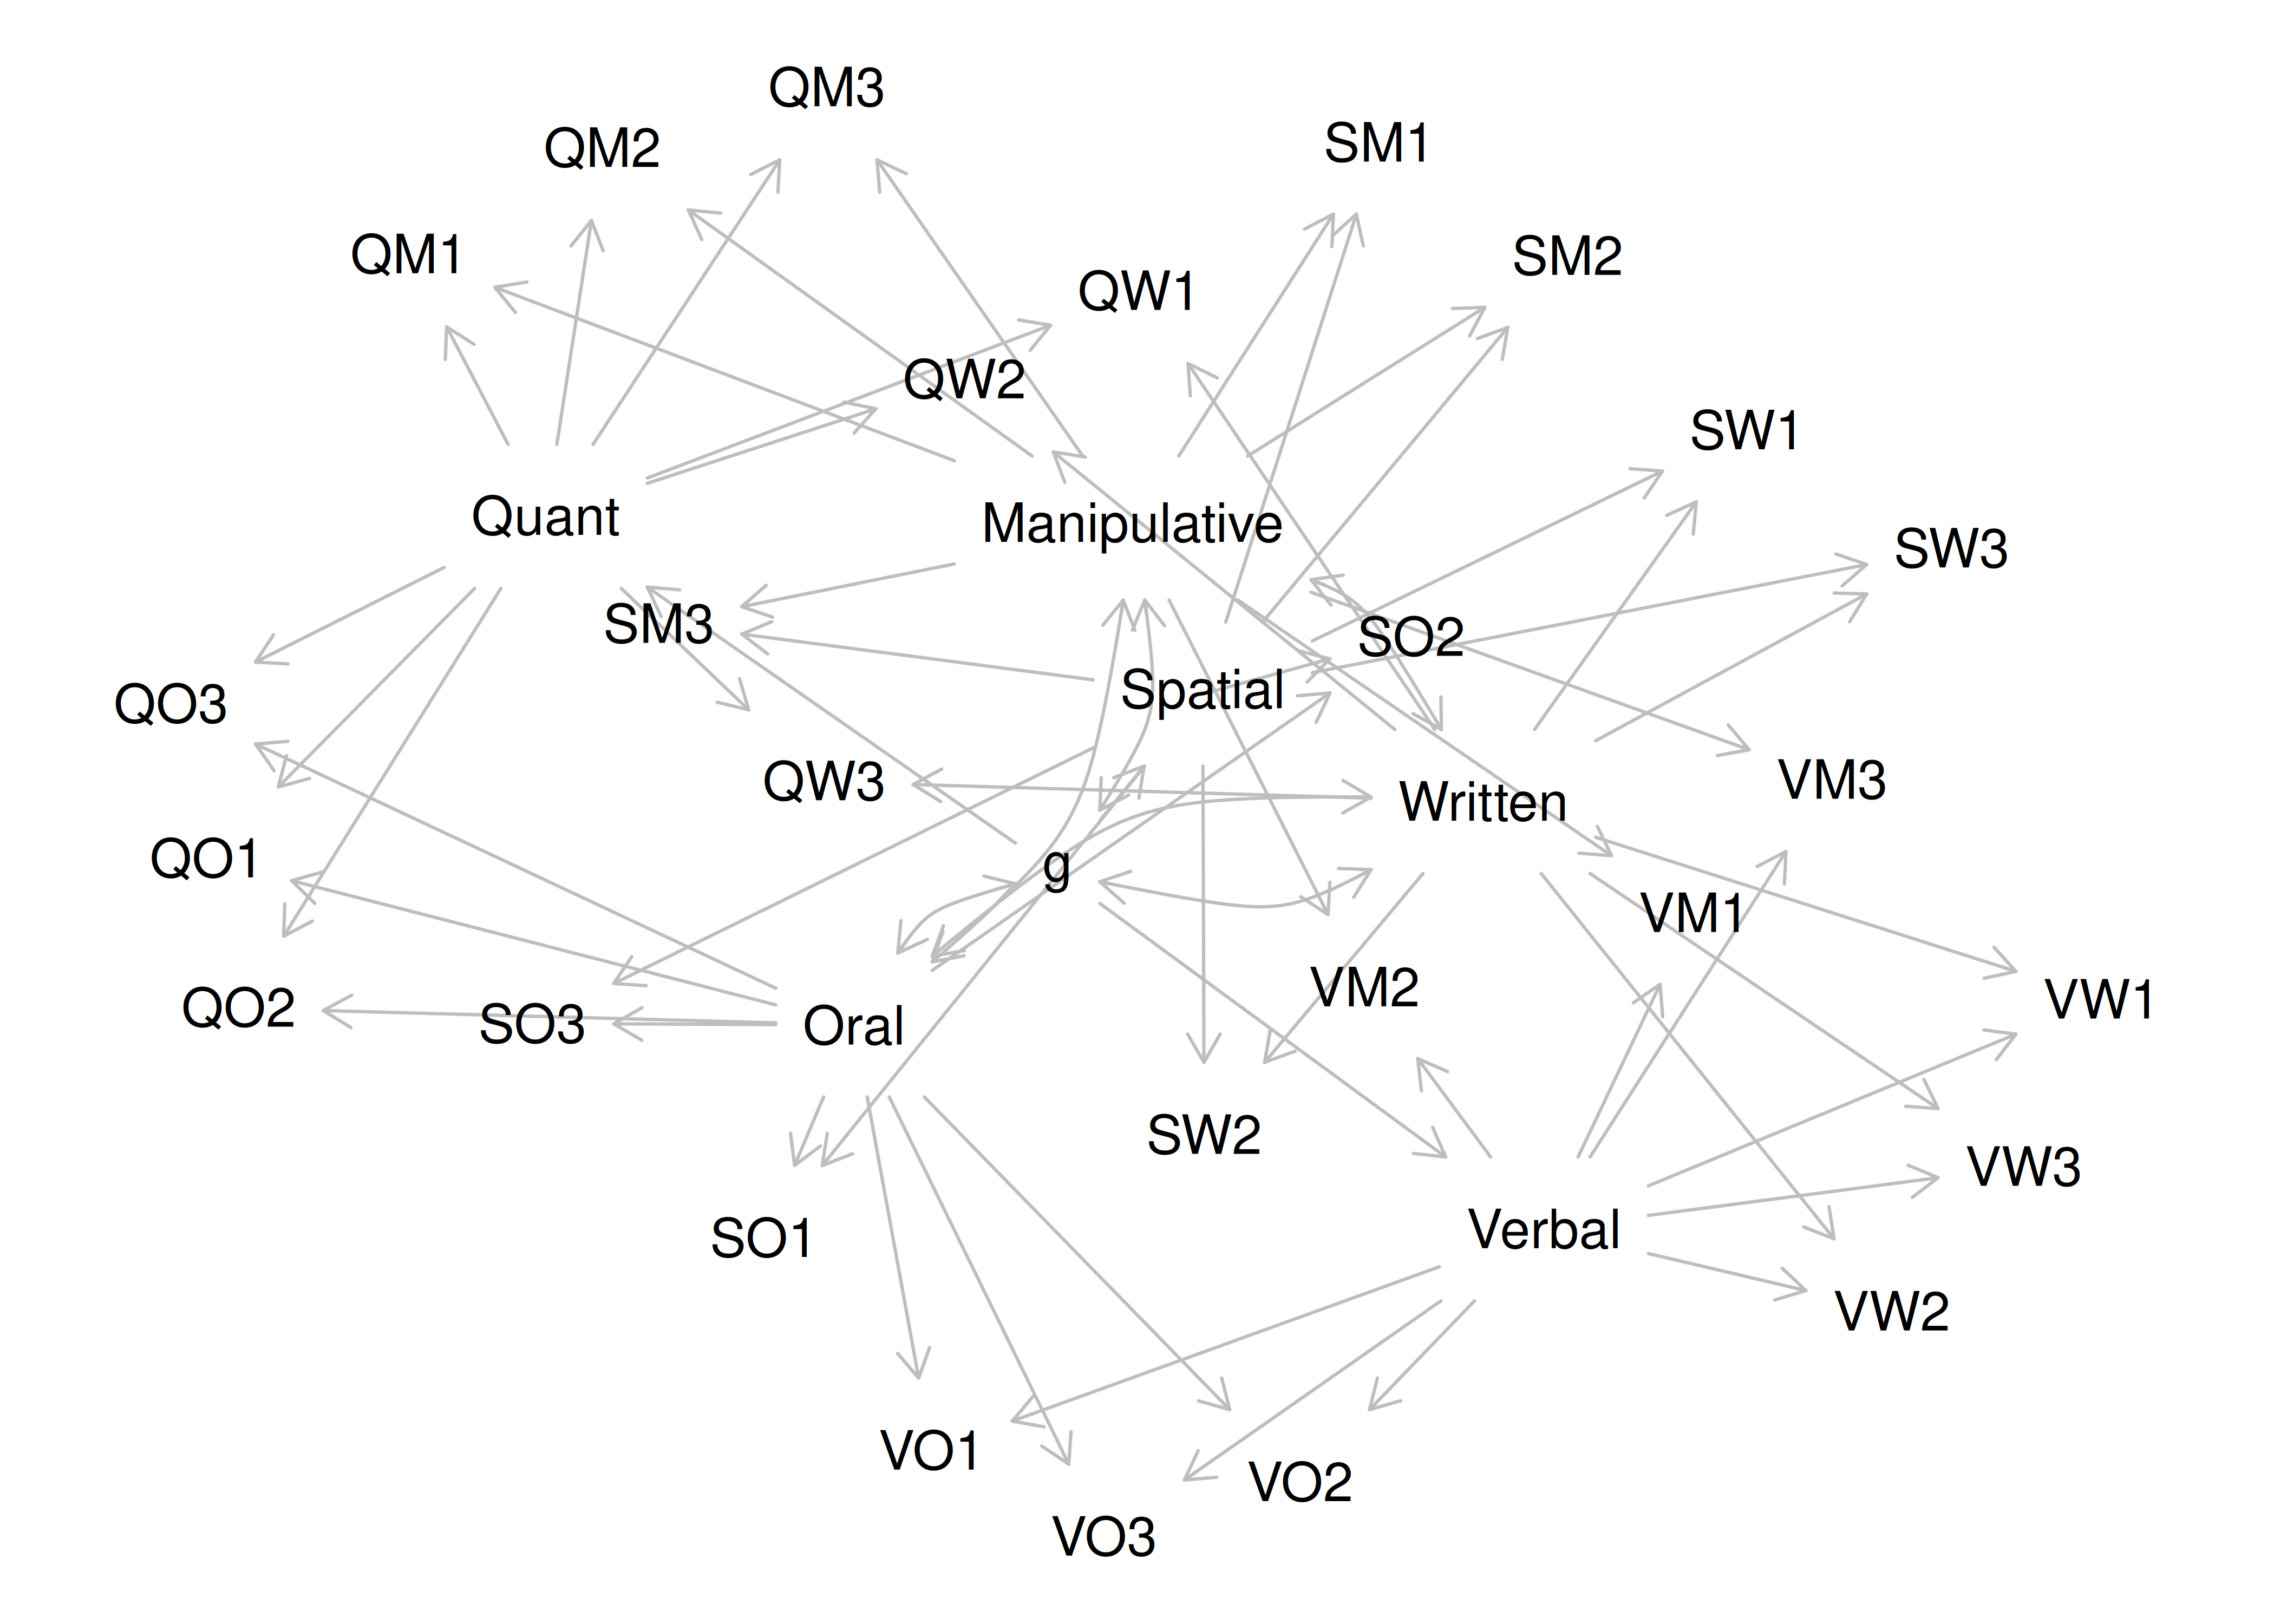 QM3
SM1
QM2
QM1
SM2
QW1
QW2
SW1
Quant
Manipulative
SW3
SM3
SO2
Spatial
QO3
QW3
VM3
Written
QO1
g
VM1
VM2
VW1
QO2
SO3
Oral
SW2
VW3
Verbal
SO1
VW2
VO1
VO2
VO3